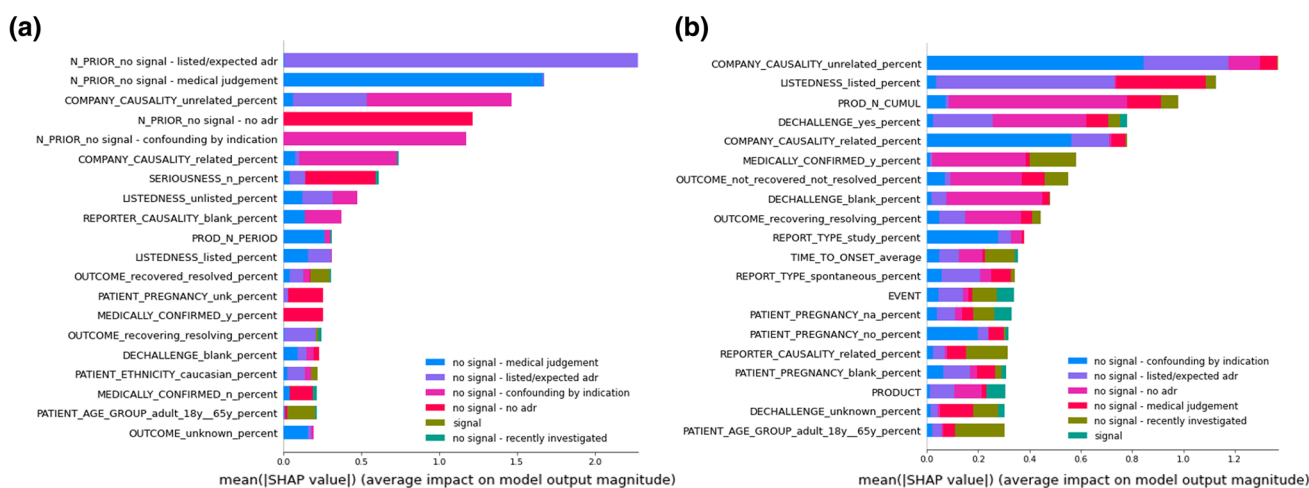 (a)
N_PRIOR_no signal - listed/expected adr
N_PRIOR_no signal - medical judgement
COMPANY_CAUSALITY_unrelated_percent
N_PRIOR_no signal - no adr
N_PRIOR_no signal - confounding by indication
COMPANY_CAUSALITY_related_percent
SERIOUSNESS_n_percent
LISTEDNESS_unlisted_percent
REPORTER_CAUSALITY_blank_percent
PROD_N_PERIOD
LISTEDNESS_listed_percent
OUTCOME_recovered_resolved_percent
PATIENT_PREGNANCY_unk_percent
MEDICALLY_CONFIRMED_y_percent
OUTCOME_recovering_resolving_percent
DECHALLENGE_blank_percent
PATIENT_ETHNICITY_caucasian_percent
MEDICALLY_CONFIRMED_n_percent
PATIENT_AGE_GROUP_adult_18y__65y_percent
OUTCOME_unknown_percent
no signal - medical judgement
no signal - listed/expected adr
no signal - confounding by indication
no signal - no adr
signal
no signal - recently investigated
0.0 0.5 1.0 1.5 2.0
mean(|SHAP value|) (average impact on model output magnitude)
(b)
COMPANY_CAUSALITY_unrelated_percent
LISTEDNESS_listed_percent
PROD_N_CUMUL
DECHALLENGE_yes_percent
COMPANY_CAUSALITY_related_percent
MEDICALLY_CONFIRMED_y_percent
OUTCOME_not_recovered_not_resolved_percent
DECHALLENGE_blank_percent
OUTCOME_recovering_resolving_percent
REPORT_TYPE_study_percent
TIME_TO_ONSET_average
REPORT_TYPE_spontaneous_percent
EVENT
PATIENT_PREGNANCY_na_percent
PATIENT_PREGNANCY_no_percent
REPORTER_CAUSALITY_related_percent
PATIENT_PREGNANCY_blank_percent
PRODUCT
DECHALLENGE_unknown_percent
PATIENT_AGE_GROUP_adult_18y__65y_percent
no signal - confounding by indication
no signal - listed/expected adr
no signal - no adr
no signal - medical judgement
no signal - recently investigated
signal
0.0 0.2 0.4 0.6 0.8 1.0 1.2
mean(|SHAP value|) (average impact on model output magnitude)